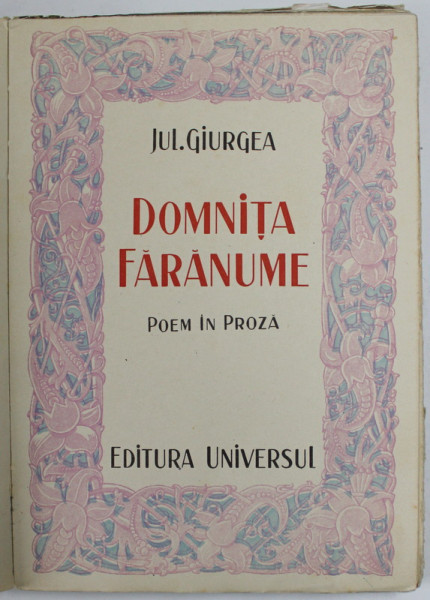 JUL. GIURGEA
DOMNIȚA
FĂRĂNUME
POEM ÎN PROZĂ
EDITURA UNIVERSUL